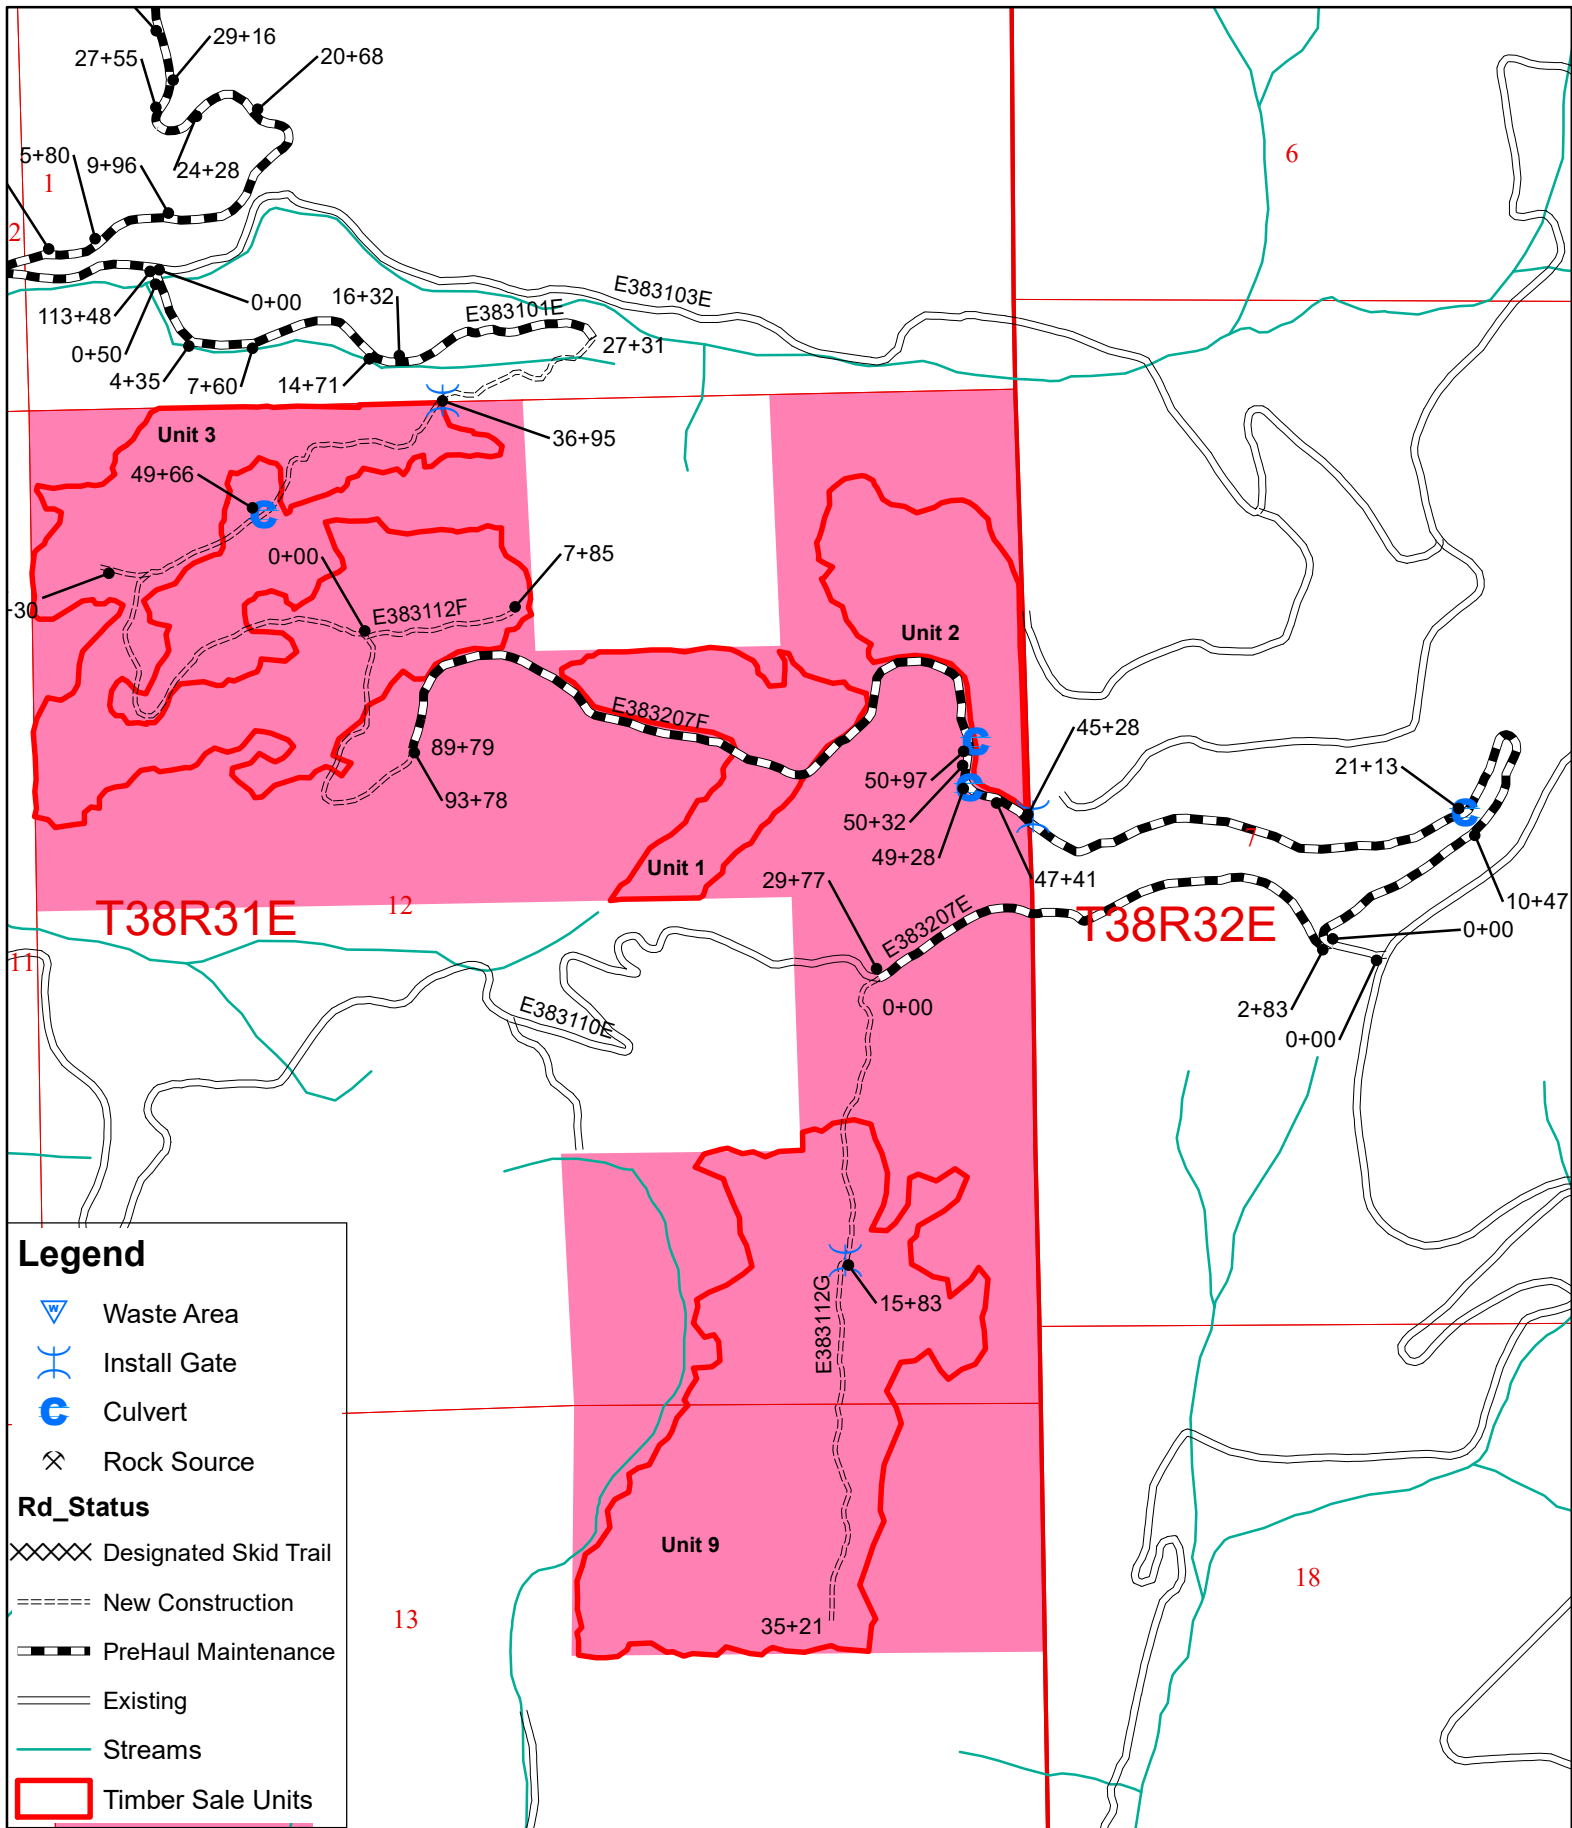 29+16
27+55
20+68
5+80
9+96
24+28
1
6
2
E383103E
0+00
16+32
E383101E
113+48
0+50
27+31
4+35
7+60
14+71
Unit 3
36+95
49+66
0+00
7+85
-30
E383112F
Unit 2
E383207F
45+28
89+79
50+97
21+13
93+78
50+32
7
49+28
Unit 1
29+77
47+41
12
T38R31E
E383207E
T38R32E
10+47
0+00
11
E383110E
0+00
2+83
0+00
E383112G
15+83
Unit 9
35+21
13
18
Legend
W
Waste Area
Install Gate
C
Culvert
Rock Source
Rd_Status
Designated Skid Trail
New Construction
PreHaul Maintenance
Existing
Streams
Timber Sale Units